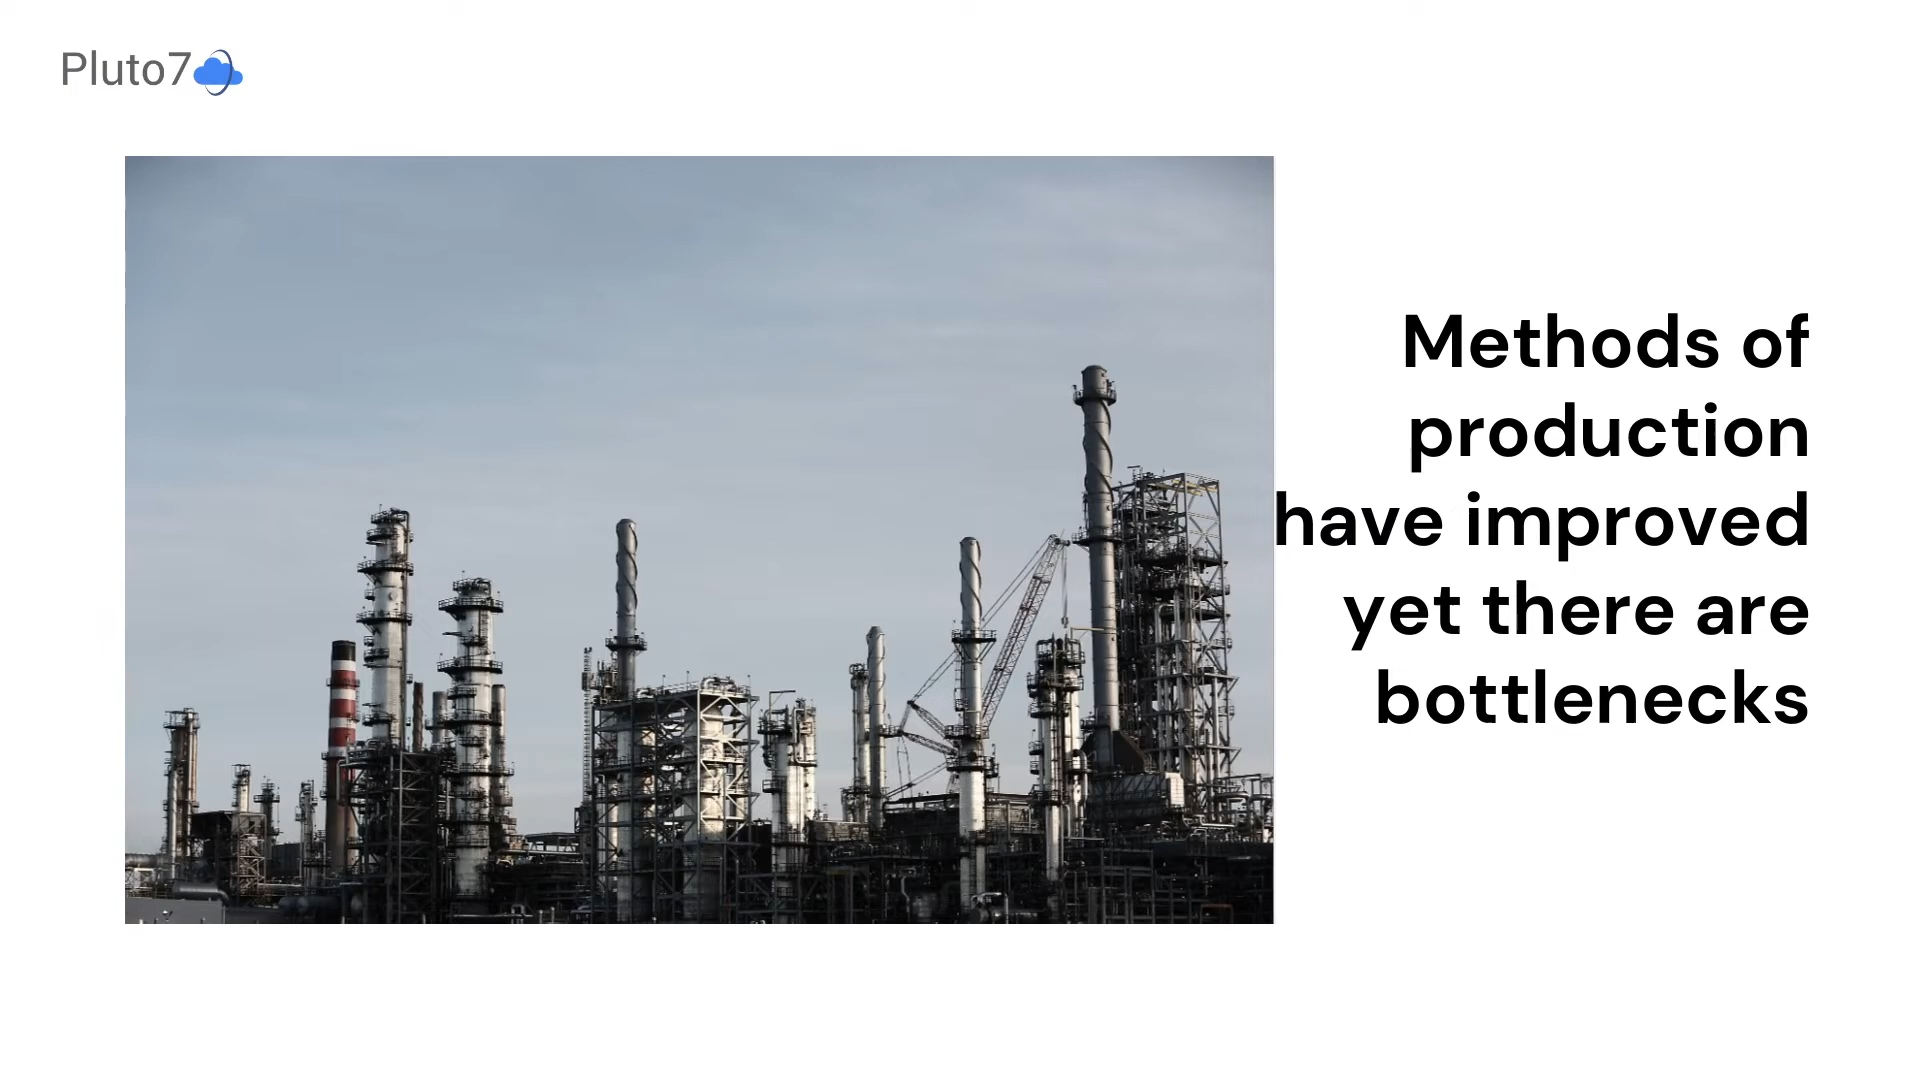 Pluto7
Methods of
production
have improved
yet there are
bottlenecks